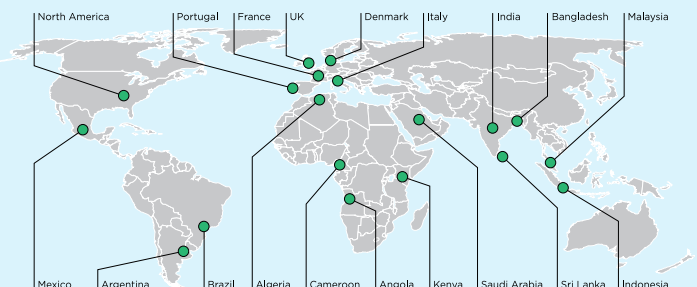 North America
Portugal
France
UK
Denmark
Italy
India
Bangladesh
Malaysia
Mexico
Argentina
Brazil
Algeria
Cameroon
Angola
Kenya
Saudi Arabia
Sri Lanka
Indonesia